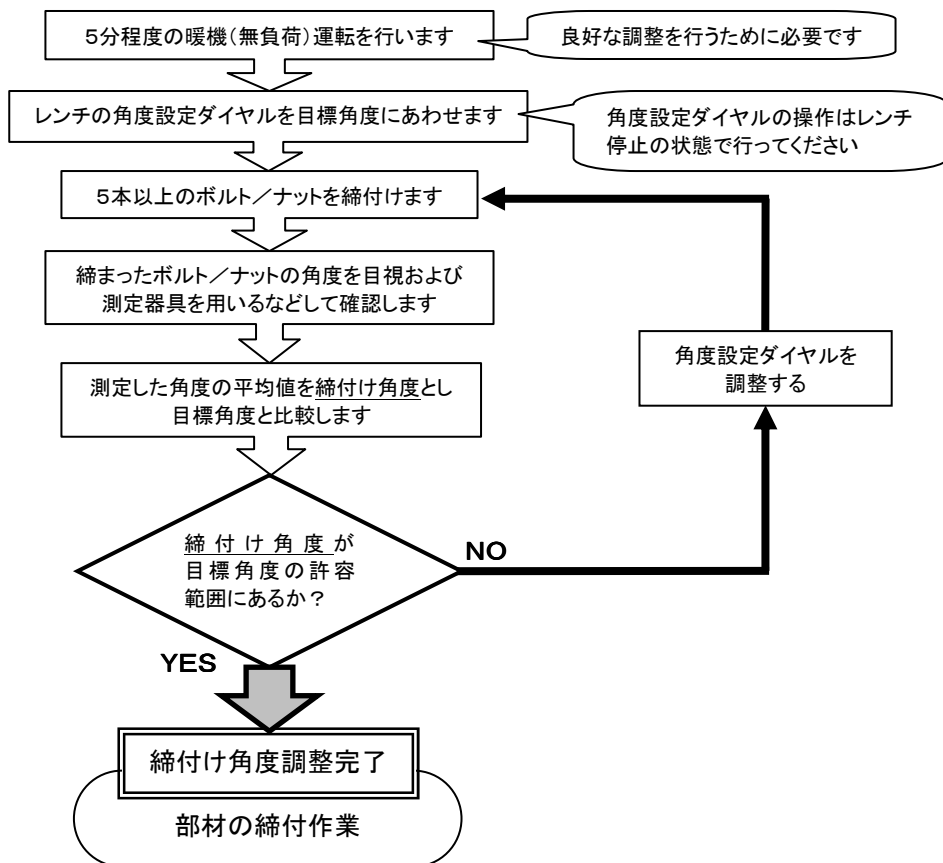 5分程度の暖機(無負荷)運転を行います
良好な調整を行うために必要です
レンチの角度設定ダイヤルを目標角度にあわせます
角度設定ダイヤルの操作はレンチ
停止の状態で行ってください
5本以上のボルト/ナットを締付けます
締まったボルト/ナットの角度を目視および
測定器具を用いるなどして確認します
角度設定ダイヤルを
調整する
測定した角度の平均値を締付け角度とし
目標角度と比較します
締付け角度が
目標角度の許容
範囲にあるか?
NO
YES
締付け角度調整完了
部材の締付作業